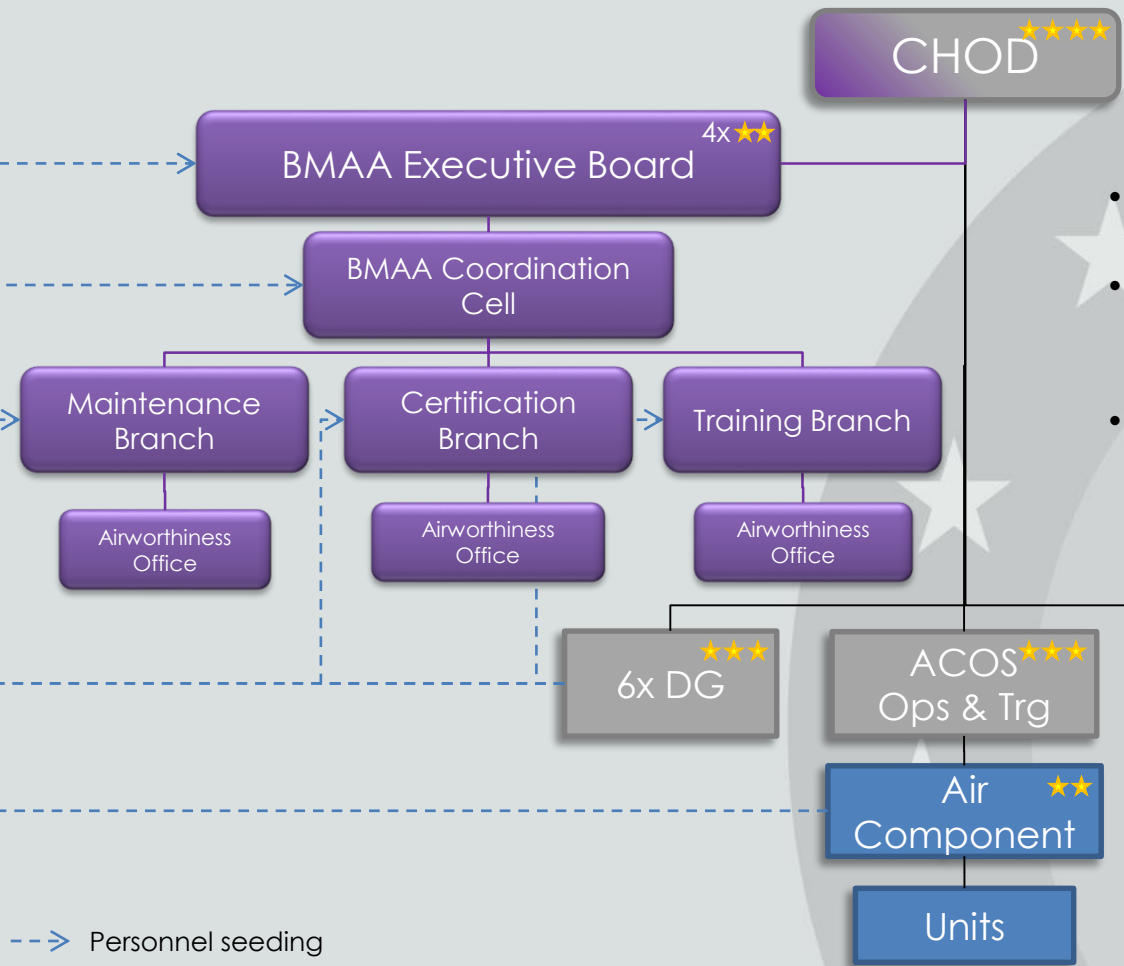 CHOD
4x
BMAA Executive Board
BMAA Coordination
Cell
Maintenance
Branch
Certification
Branch
Training Branch
Airworthiness
Office
Airworthiness
Office
Airworthiness
Office
6x DG
ACOS
Ops & Trg
Air
Component
Units
Personnel seeding